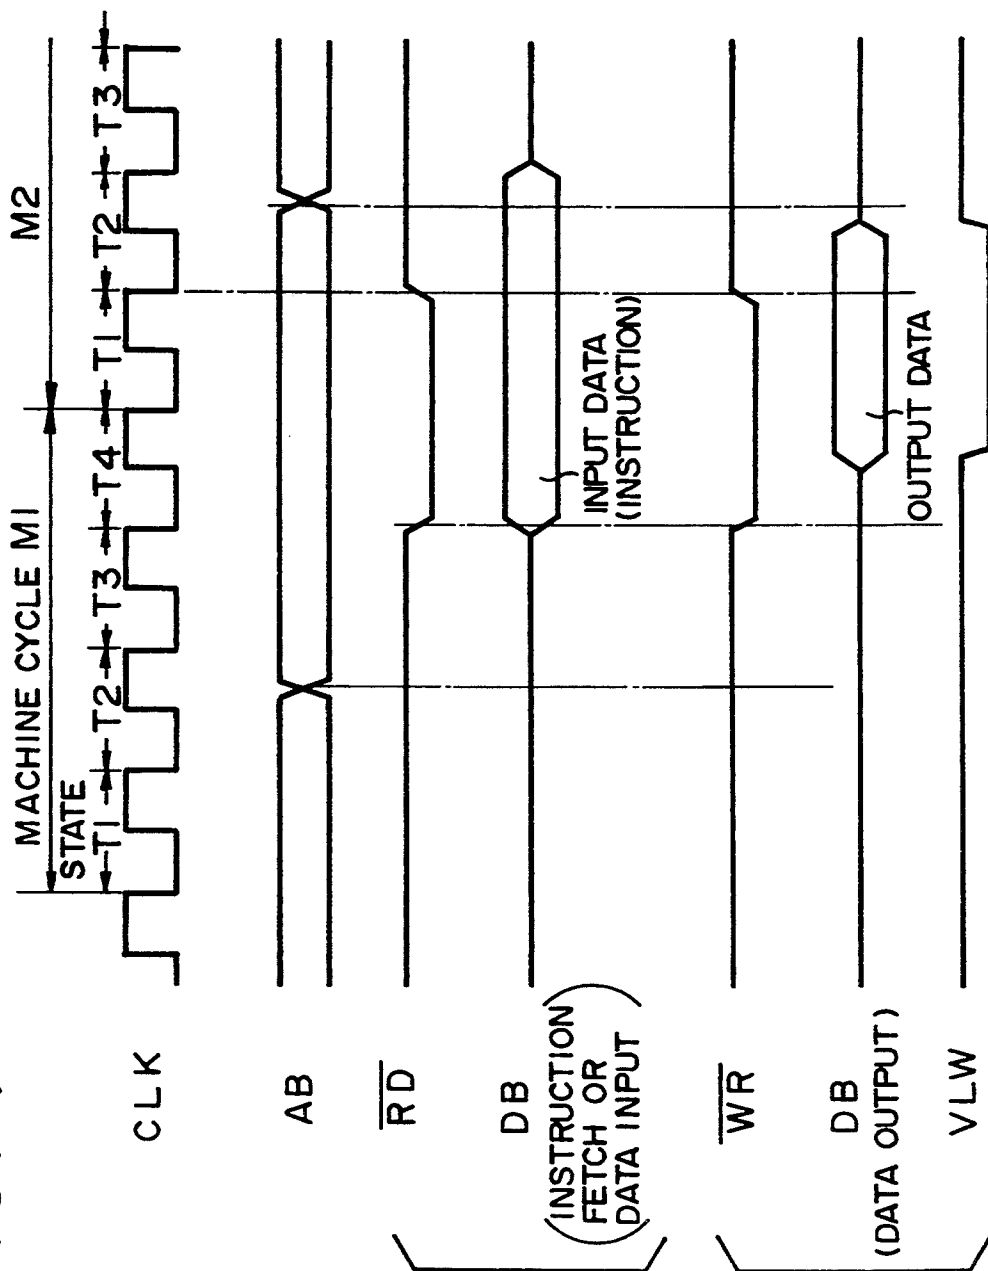 MACHINE CYCLE M1
M2
STATE
T1
T2
T3
T4
T1
T2
T3
CLK
AB
RD
DB
(INSTRUCTION
FETCH OR
DATA INPUT)
INPUT DATA
(INSTRUCTION)
WR
DB
(DATA OUTPUT)
OUTPUT DATA
VLW